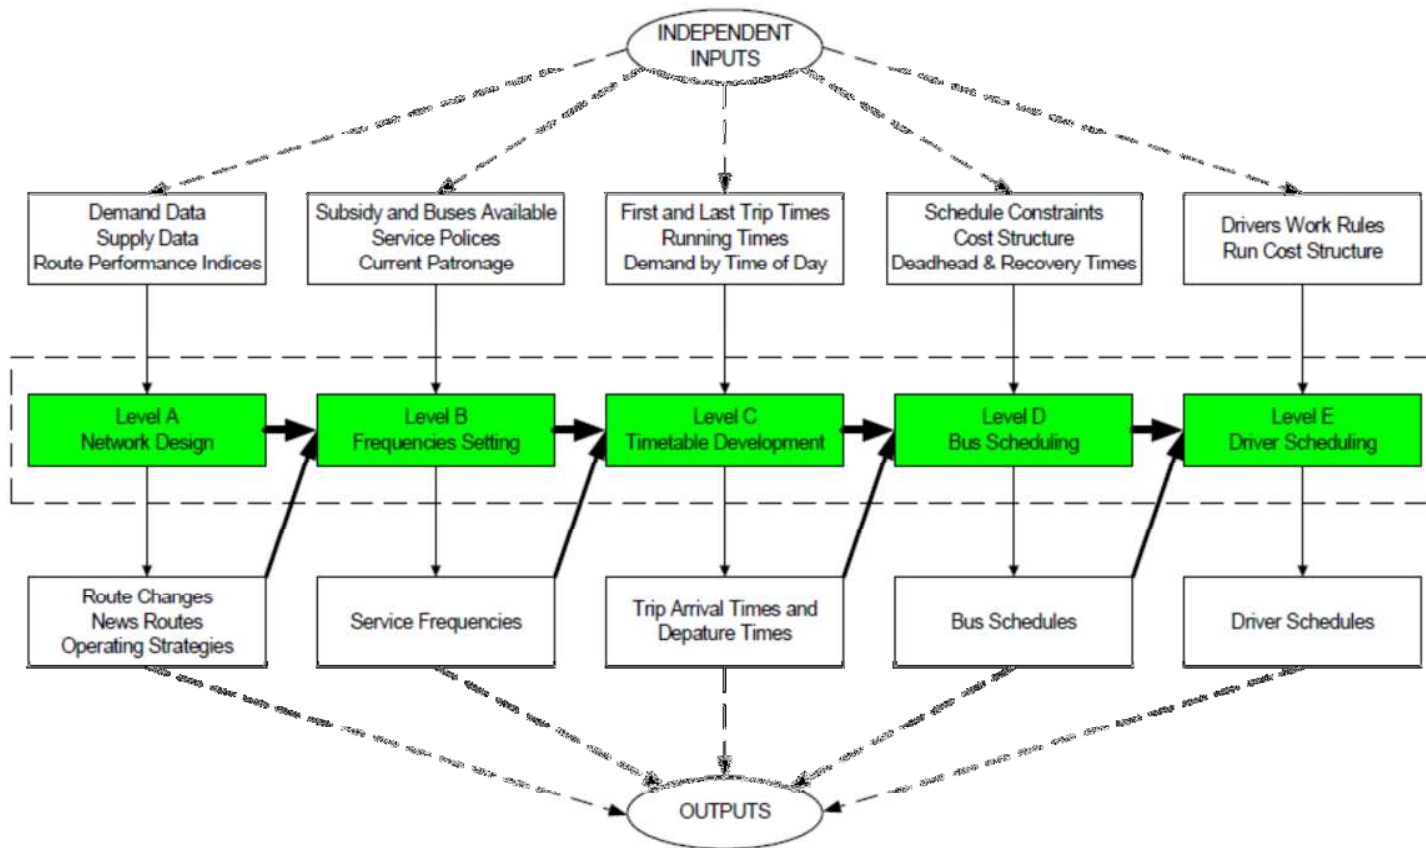 INDEPENDENT
INPUTS
Demand Data
Supply Data
Route Performance Indices
Subsidy and Buses Available
Service Polices
Current Patronage
First and Last Trip Times
Running Times
Demand by Time of Day
Schedule Constraints
Cost Structure
Deadhead & Recovery Times
Drivers Work Rules
Run Cost Structure
Level A
Network Design
Level B
Frequencies Setting
Level C
Timetable Development
Level D
Bus Scheduling
Level E
Driver Scheduling
Route Changes
News Routes
Operating Strategies
Service Frequencies
Trip Arrival Times and
Depature Times
Bus Schedules
Driver Schedules
OUTPUTS